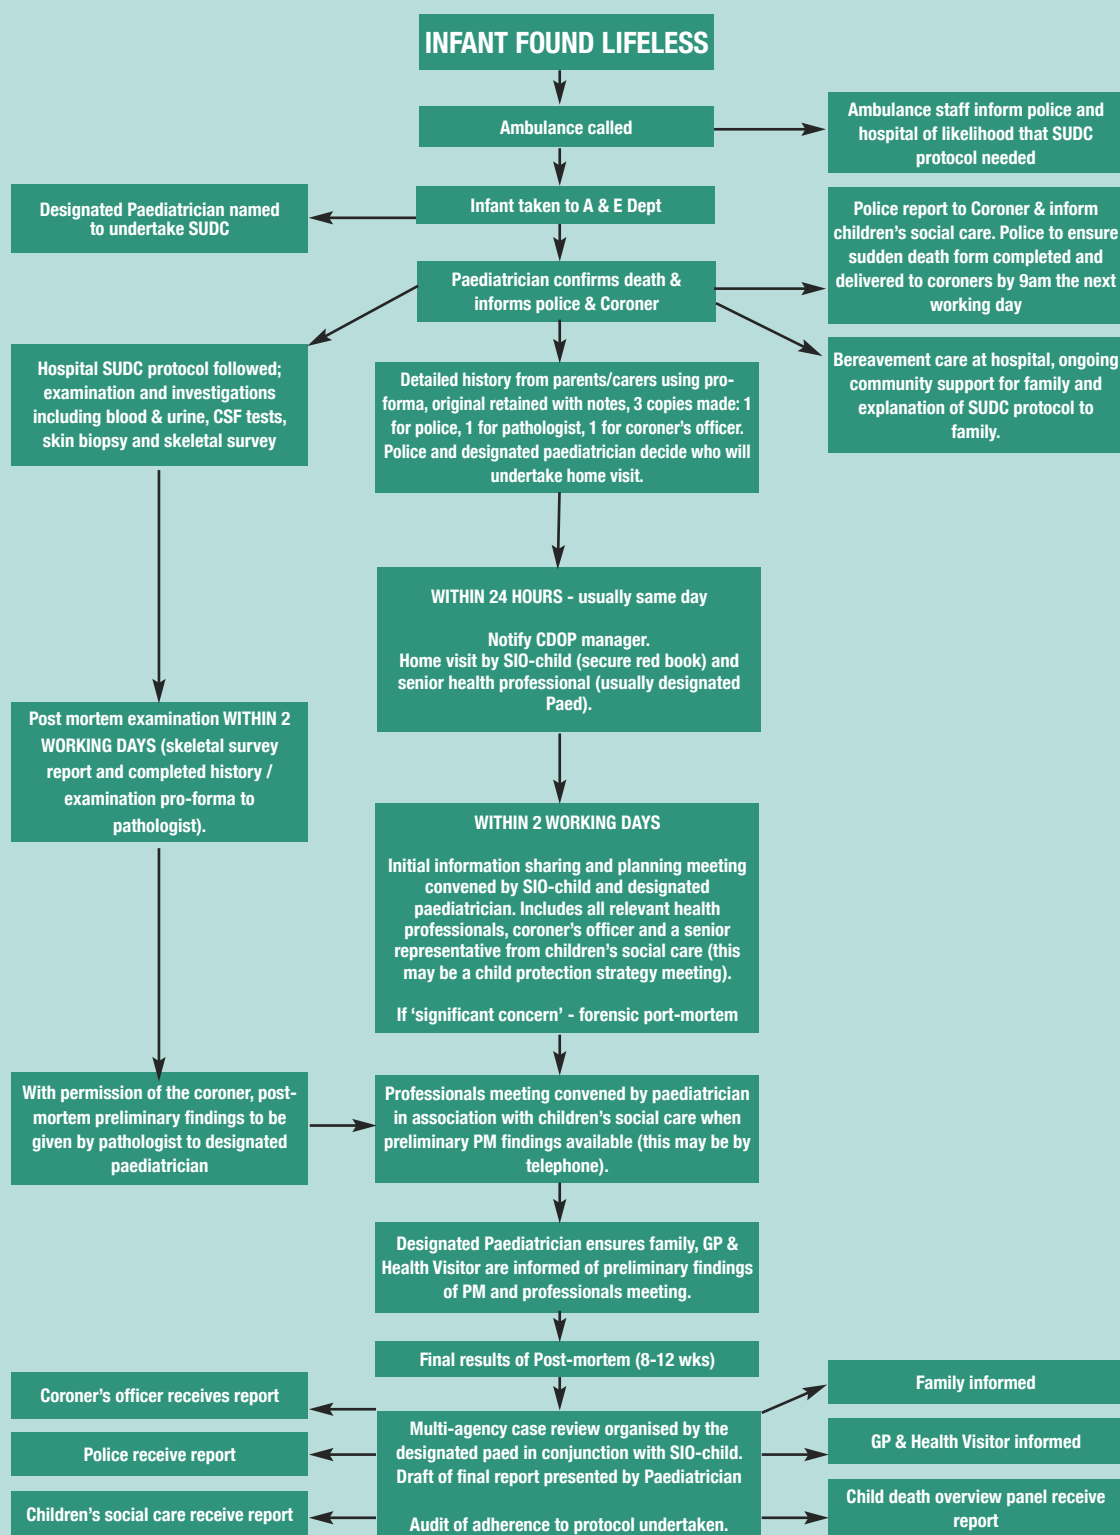 INFANT FOUND LIFELESS
Ambulance called
Ambulance staff inform police and
hospital of likelihood that SUDC
protocol needed
Designated Paediatrician named
to undertake SUDC
Infant taken to A & E Dept
Police report to Coroner & inform
children's social care. Police to ensure
sudden death form completed and
delivered to coroners by 9am the next
working day
Paediatrician confirms death &
informs police & Coroner
Hospital SUDC protocol followed;
examination and investigations
including blood & urine, CSF tests,
skin biopsy and skeletal survey
Detailed history from parents/carers using pro-
forma, original retained with notes, 3 copies made: 1
for police, 1 for pathologist, 1 for coroner's officer.
Police and designated paediatrician decide who will
undertake home visit.
Bereavement care at hospital, ongoing
community support for family and
explanation of SUDC protocol to
family.
WITHIN 24 HOURS - usually same day
Notify CDOP manager.
Home visit by SIO-child (secure red book) and
senior health professional (usually designated
Paed).
Post mortem examination WITHIN 2
WORKING DAYS (skeletal survey
report and completed history /
examination pro-forma to
pathologist).
WITHIN 2 WORKING DAYS
Initial information sharing and planning meeting
convened by SIO-child and designated
paediatrician. Includes all relevant health
professionals, coroner's officer and a senior
representative from children's social care (this
may be a child protection strategy meeting).
If 'significant concern' - forensic port-mortem
With permission of the coroner, post-
mortem preliminary findings to be
given by pathologist to designated
paediatrician
Professionals meeting convened by paediatrician
in association with children's social care when
preliminary PM findings available (this may be by
telephone).
Designated Paediatrician ensures family, GP &
Health Visitor are informed of preliminary findings
of PM and professionals meeting.
Final results of Post-mortem (8-12 wks)
Coroner's officer receives report
Police receive report
Children's social care receive report
Multi-agency case review organised by the
designated paed in conjunction with SIO-child.
Draft of final report presented by Paediatrician
Audit of adherence to protocol undertaken.
Family informed
GP & Health Visitor informed
Child death overview panel receive
report